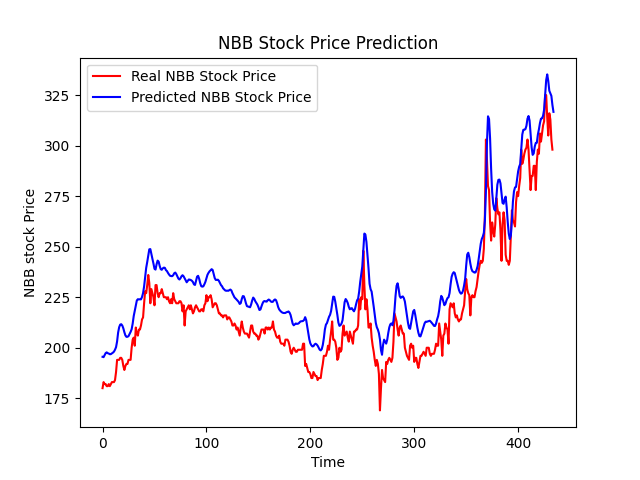 NBB Stock Price Prediction
Real NBB Stock Price
Predicted NBB Stock Price
325
300
275
250
225
200
175
NBB stock Price
0 100 200 300 400
Time